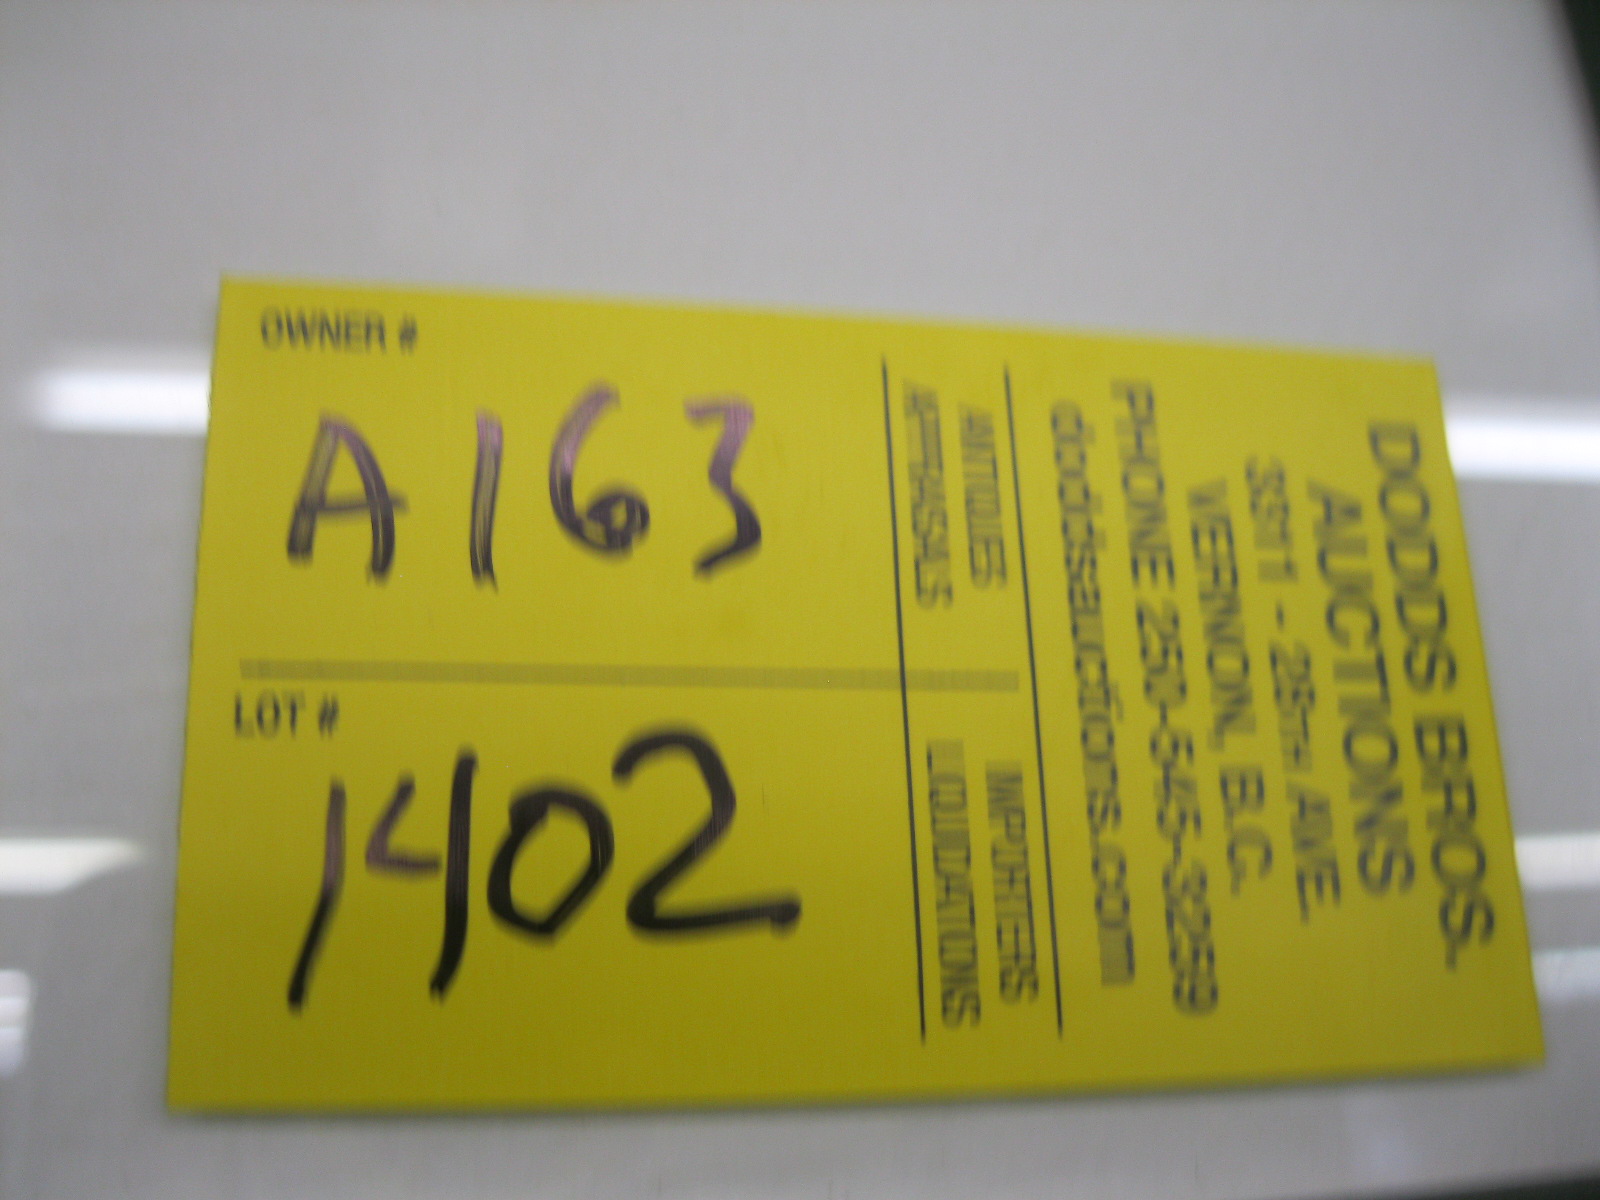 OWNER #
A163
LOT #
1402
DODDS BROS.
AUCTIONS
3311 - 28TH AVE.
VERNON, B.C.
PHONE 250-545-3259
doddsauctions.com
ANTIQUES
APPRAISALS
IMPORTERS
LIQUIDATIONS